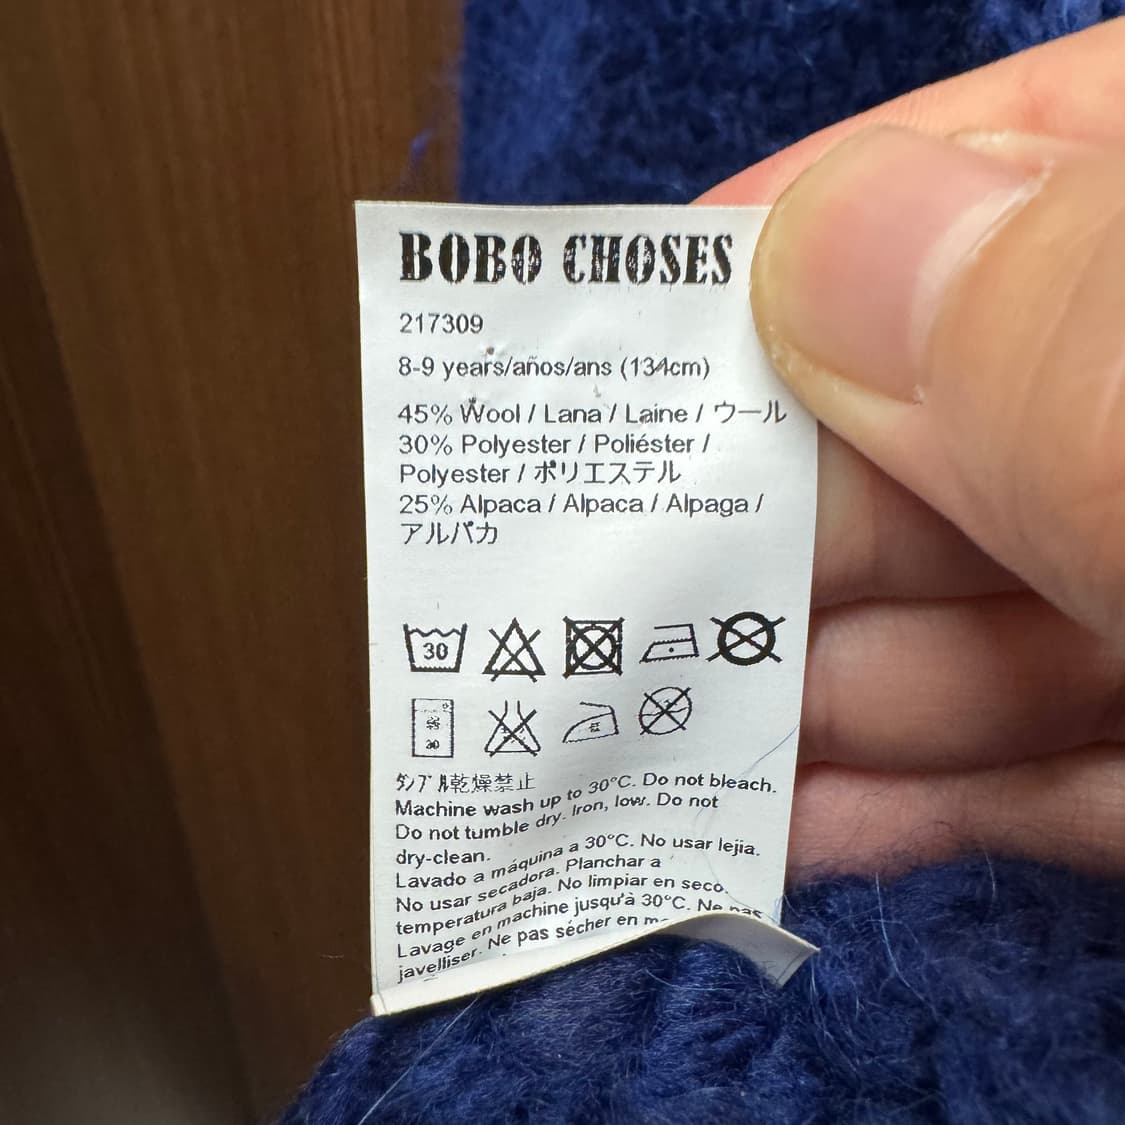 BOBO CHOSES
217309
8-9 years/años/ans (134cm)
45% Wool / Lana / Laine / ウール
30% Polyester / Poliéster /
Polyester / ポリエステル
25% Alpaca / Alpaca / Alpaga /
アルパカ
30
30
タンブル乾燥禁止
Machine wash up to 30°C. Do not bleach.
Do not tumble dry. Iron, low. Do not
dry-clean.
Lavado a máquina a 30°C. No usar lejia.
No usar secadora. Planchar a
temperatura baja. No limpiar en seco.
Lavage en machine jusqu'à 30°C. Ne pas
javelliser. Ne pas sécher en